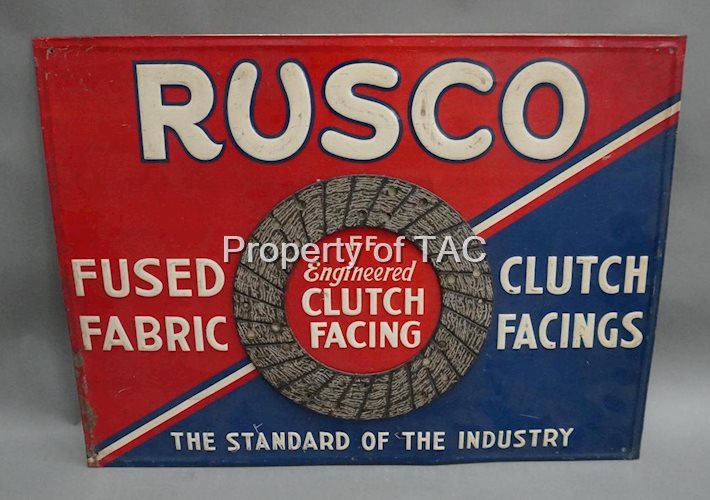 RUSCO
Property of TAC
FF
Engineered
CLUTCH
FACING
FUSED
FABRIC
CLUTCH
FACINGS
THE STANDARD OF THE INDUSTRY